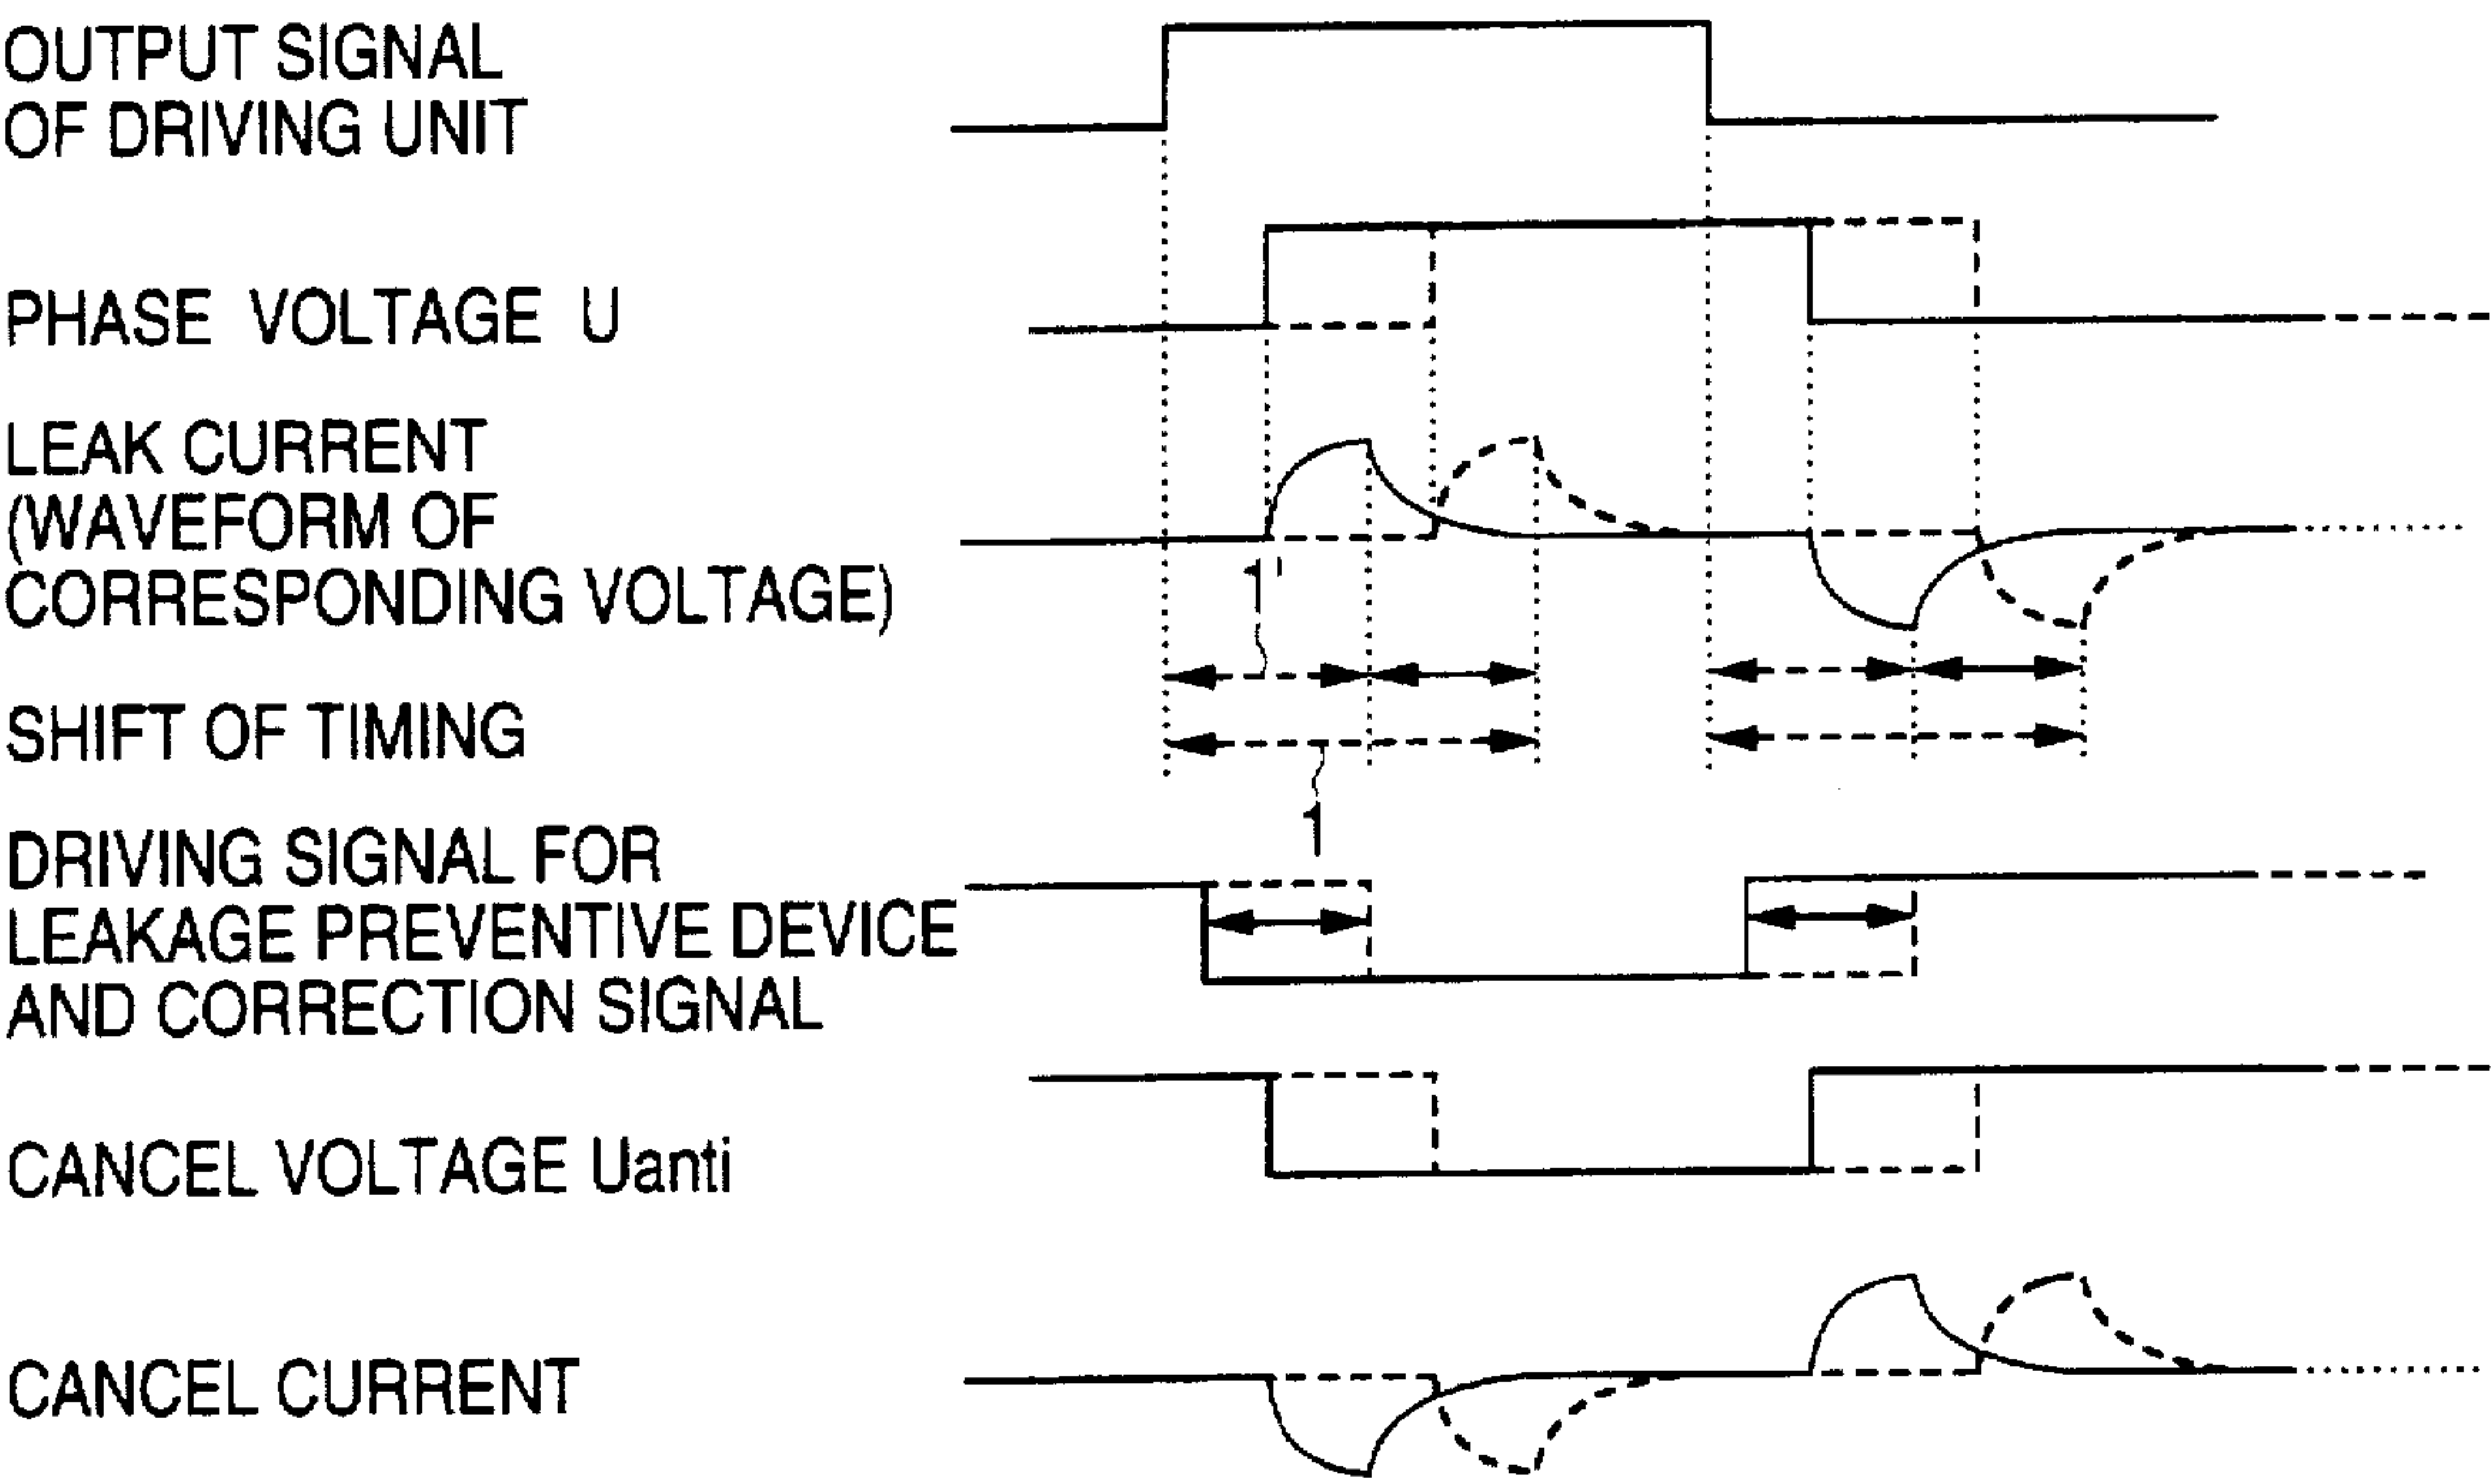 OUTPUT SIGNAL
OF DRIVING UNIT
PHASE VOLTAGE U
LEAK CURRENT
(WAVEFORM OF
CORRESPONDING VOLTAGE)
1'
SHIFT OF TIMING
1
DRIVING SIGNAL FOR
LEAKAGE PREVENTIVE DEVICE
AND CORRECTION SIGNAL
CANCEL VOLTAGE Uanti
CANCEL CURRENT